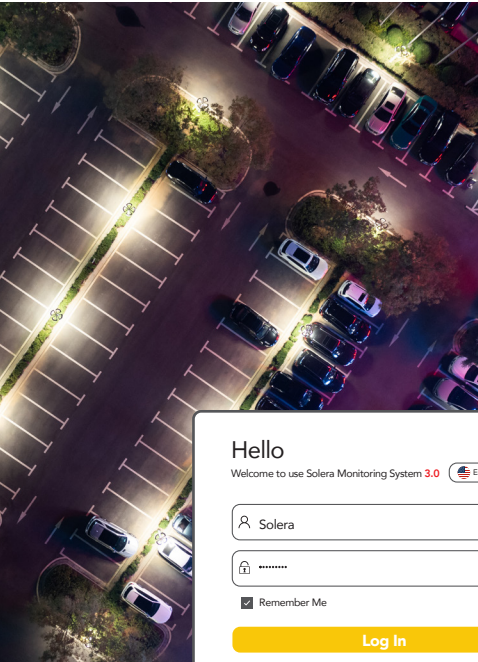 Hello
Welcome to use Solera Monitoring System 3.0
Solera
Remember Me
Log In